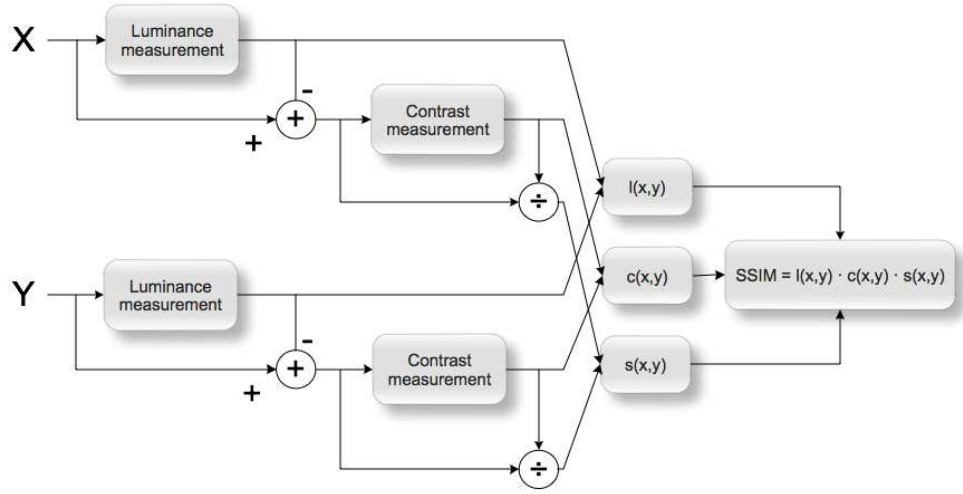 X
Luminance
measurement
-
+
+
Contrast
measurement
÷
l(x,y)
c(x,y)
SSIM = l(x,y) · c(x,y) · s(x,y)
s(x,y)
Y
Luminance
measurement
-
+
+
Contrast
measurement
÷